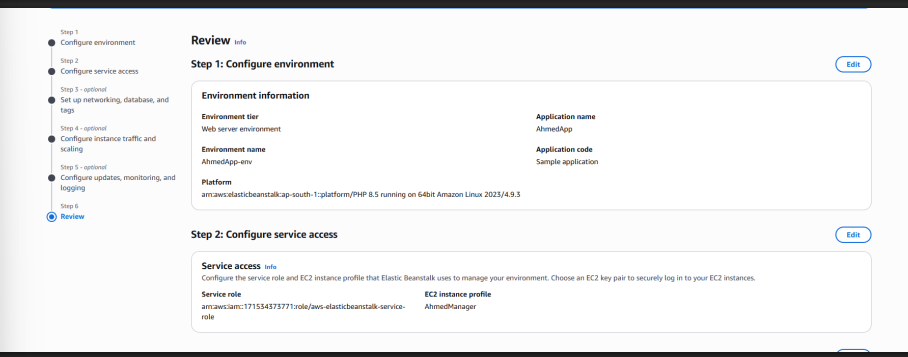 Step 1
Configure environment
Step 2
Configure service access
Step 3 - optional
Set up networking, database, and
tags
Step 4 - optional
Configure instance traffic and
scaling
Step 5 - optional
Configure updates, monitoring, and
logging
Step 6
Review
Review Info
Step 1: Configure environment
Edit
Environment information
Environment tier
Web server environment
Application name
AhmedApp
Environment name
AhmedApp-env
Application code
Sample application
Platform
arn:aws:elasticbeanstalk:ap-south-1::platform/PHP 8.5 running on 64bit Amazon Linux 2023/4.9.3
Step 2: Configure service access
Edit
Service access Info
Configure the service role and EC2 instance profile that Elastic Beanstalk uses to manage your environment. Choose an EC2 key pair to securely log in to your EC2 instances.
Service role
arn:aws:iam::171534373771:role/aws-elasticbeanstalk-service-
role
EC2 instance profile
AhmedManager